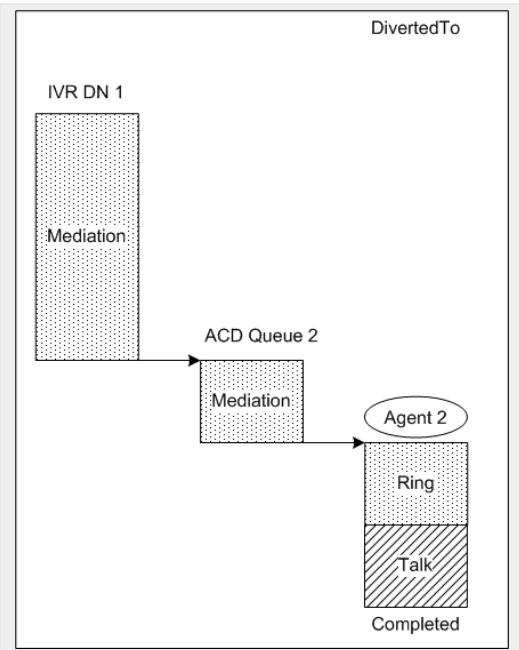 DivertedTo
IVR DN 1
Mediation
ACD Queue 2
Mediation
Agent 2
Ring
Talk
Completed